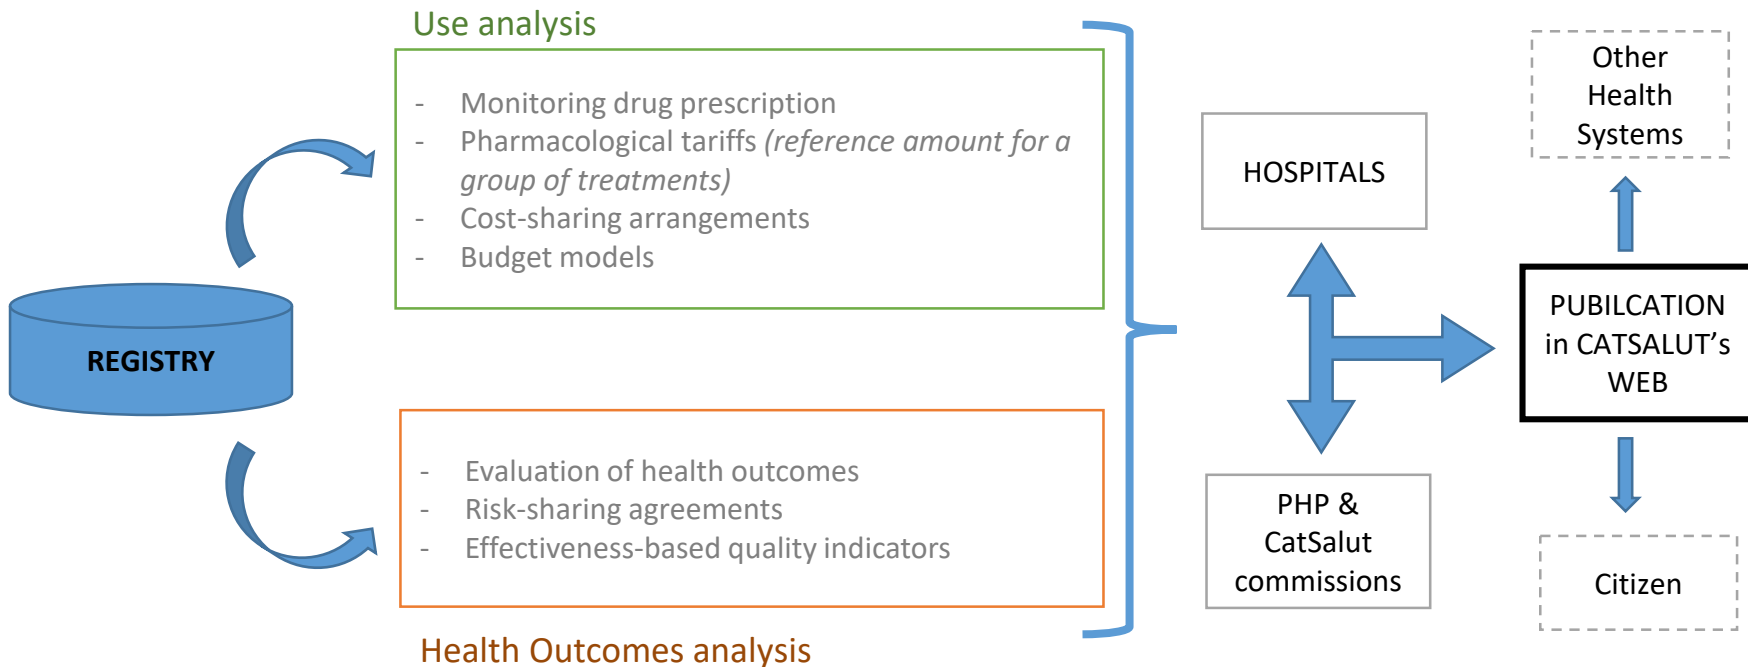 Use analysis
- Monitoring drug prescription
- Pharmacological tariffs (reference amount for a
group of treatments)
- Cost-sharing arrangements
- Budget models
REGISTRY
- Evaluation of health outcomes
- Risk-sharing agreements
- Effectiveness-based quality indicators
Health Outcomes analysis
HOSPITALS
PHP &
CatSalut
commissions
Other
Health
Systems
PUBILCATION
in CATSALUT’s
WEB
Citizen